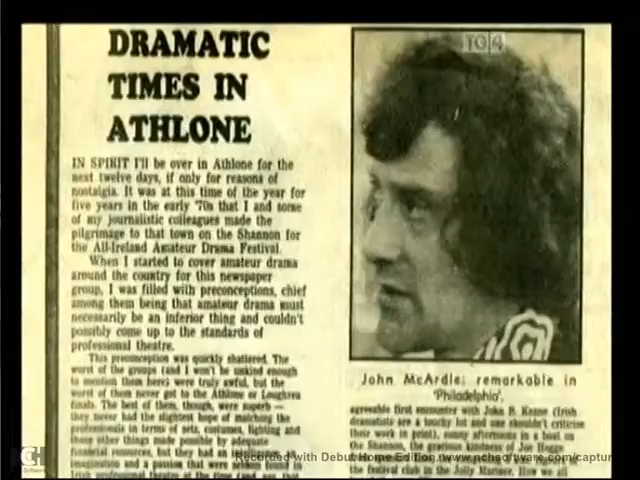 DRAMATIC
TIMES IN
ATHLONE
IN SPIRIT I'll be over in Athlone for the
next twelve days, if only for reasons of
nostalgia. It was at this time of the year for
five years in the early '70s that I and some
of my journalistic colleagues made the
pilgrimage to that town on the Shannon for
the All-Ireland Amateur Drama Festival.
When I started to cover amateur drama
around the country for this newspaper
group, I was filled with preconceptions, chief
among them being that amateur drama must
necessarily be an inferior thing and couldn't
possibly come up to the standards of
professional theatre.
This preconception was quickly shattered. The
worst of the groups (and I won't be unkind enough
to mention them here) were truly awful, but the
worst of them never got to the Athlone or Loughrea
finals. The best of them, though, were superb —
they never had the slightest hope of matching the
professionals in terms of sets, costumes, lighting and
those other things made possible by adequate
financial resources, but they had an
imagination and a passion that were seldom found in
TG4
John McArdle: remarkable in
'Philadelphia'.
agreeable first encounter with John B. Keane (Irish
dramatists are a touchy lot and one shouldn't criticise
their work in print), sunny afternoons in a boat on
the Shannon, the gracious kindness of Joe Hogge
the festival club in the Jolly Mariner. How we all
Recorded with Debut Home Edition. www.nchsoftware.com/captur